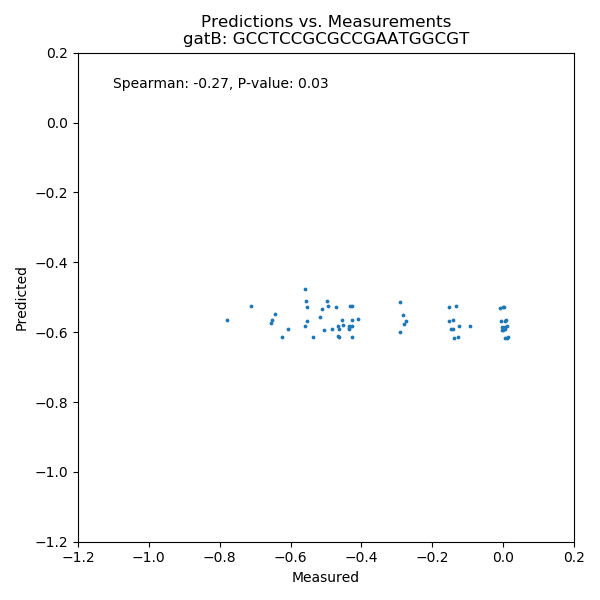 Predictions vs. Measurements
gatB: GCCTCCGCGCCGAATGGCGT
Spearman: -0.27, P-value: 0.03
0.2
0.0
−0.2
−0.4
−0.6
−0.8
−1.0
−1.2
Predicted
−1.2 −1.0 −0.8 −0.6 −0.4 −0.2 0.0 0.2
Measured